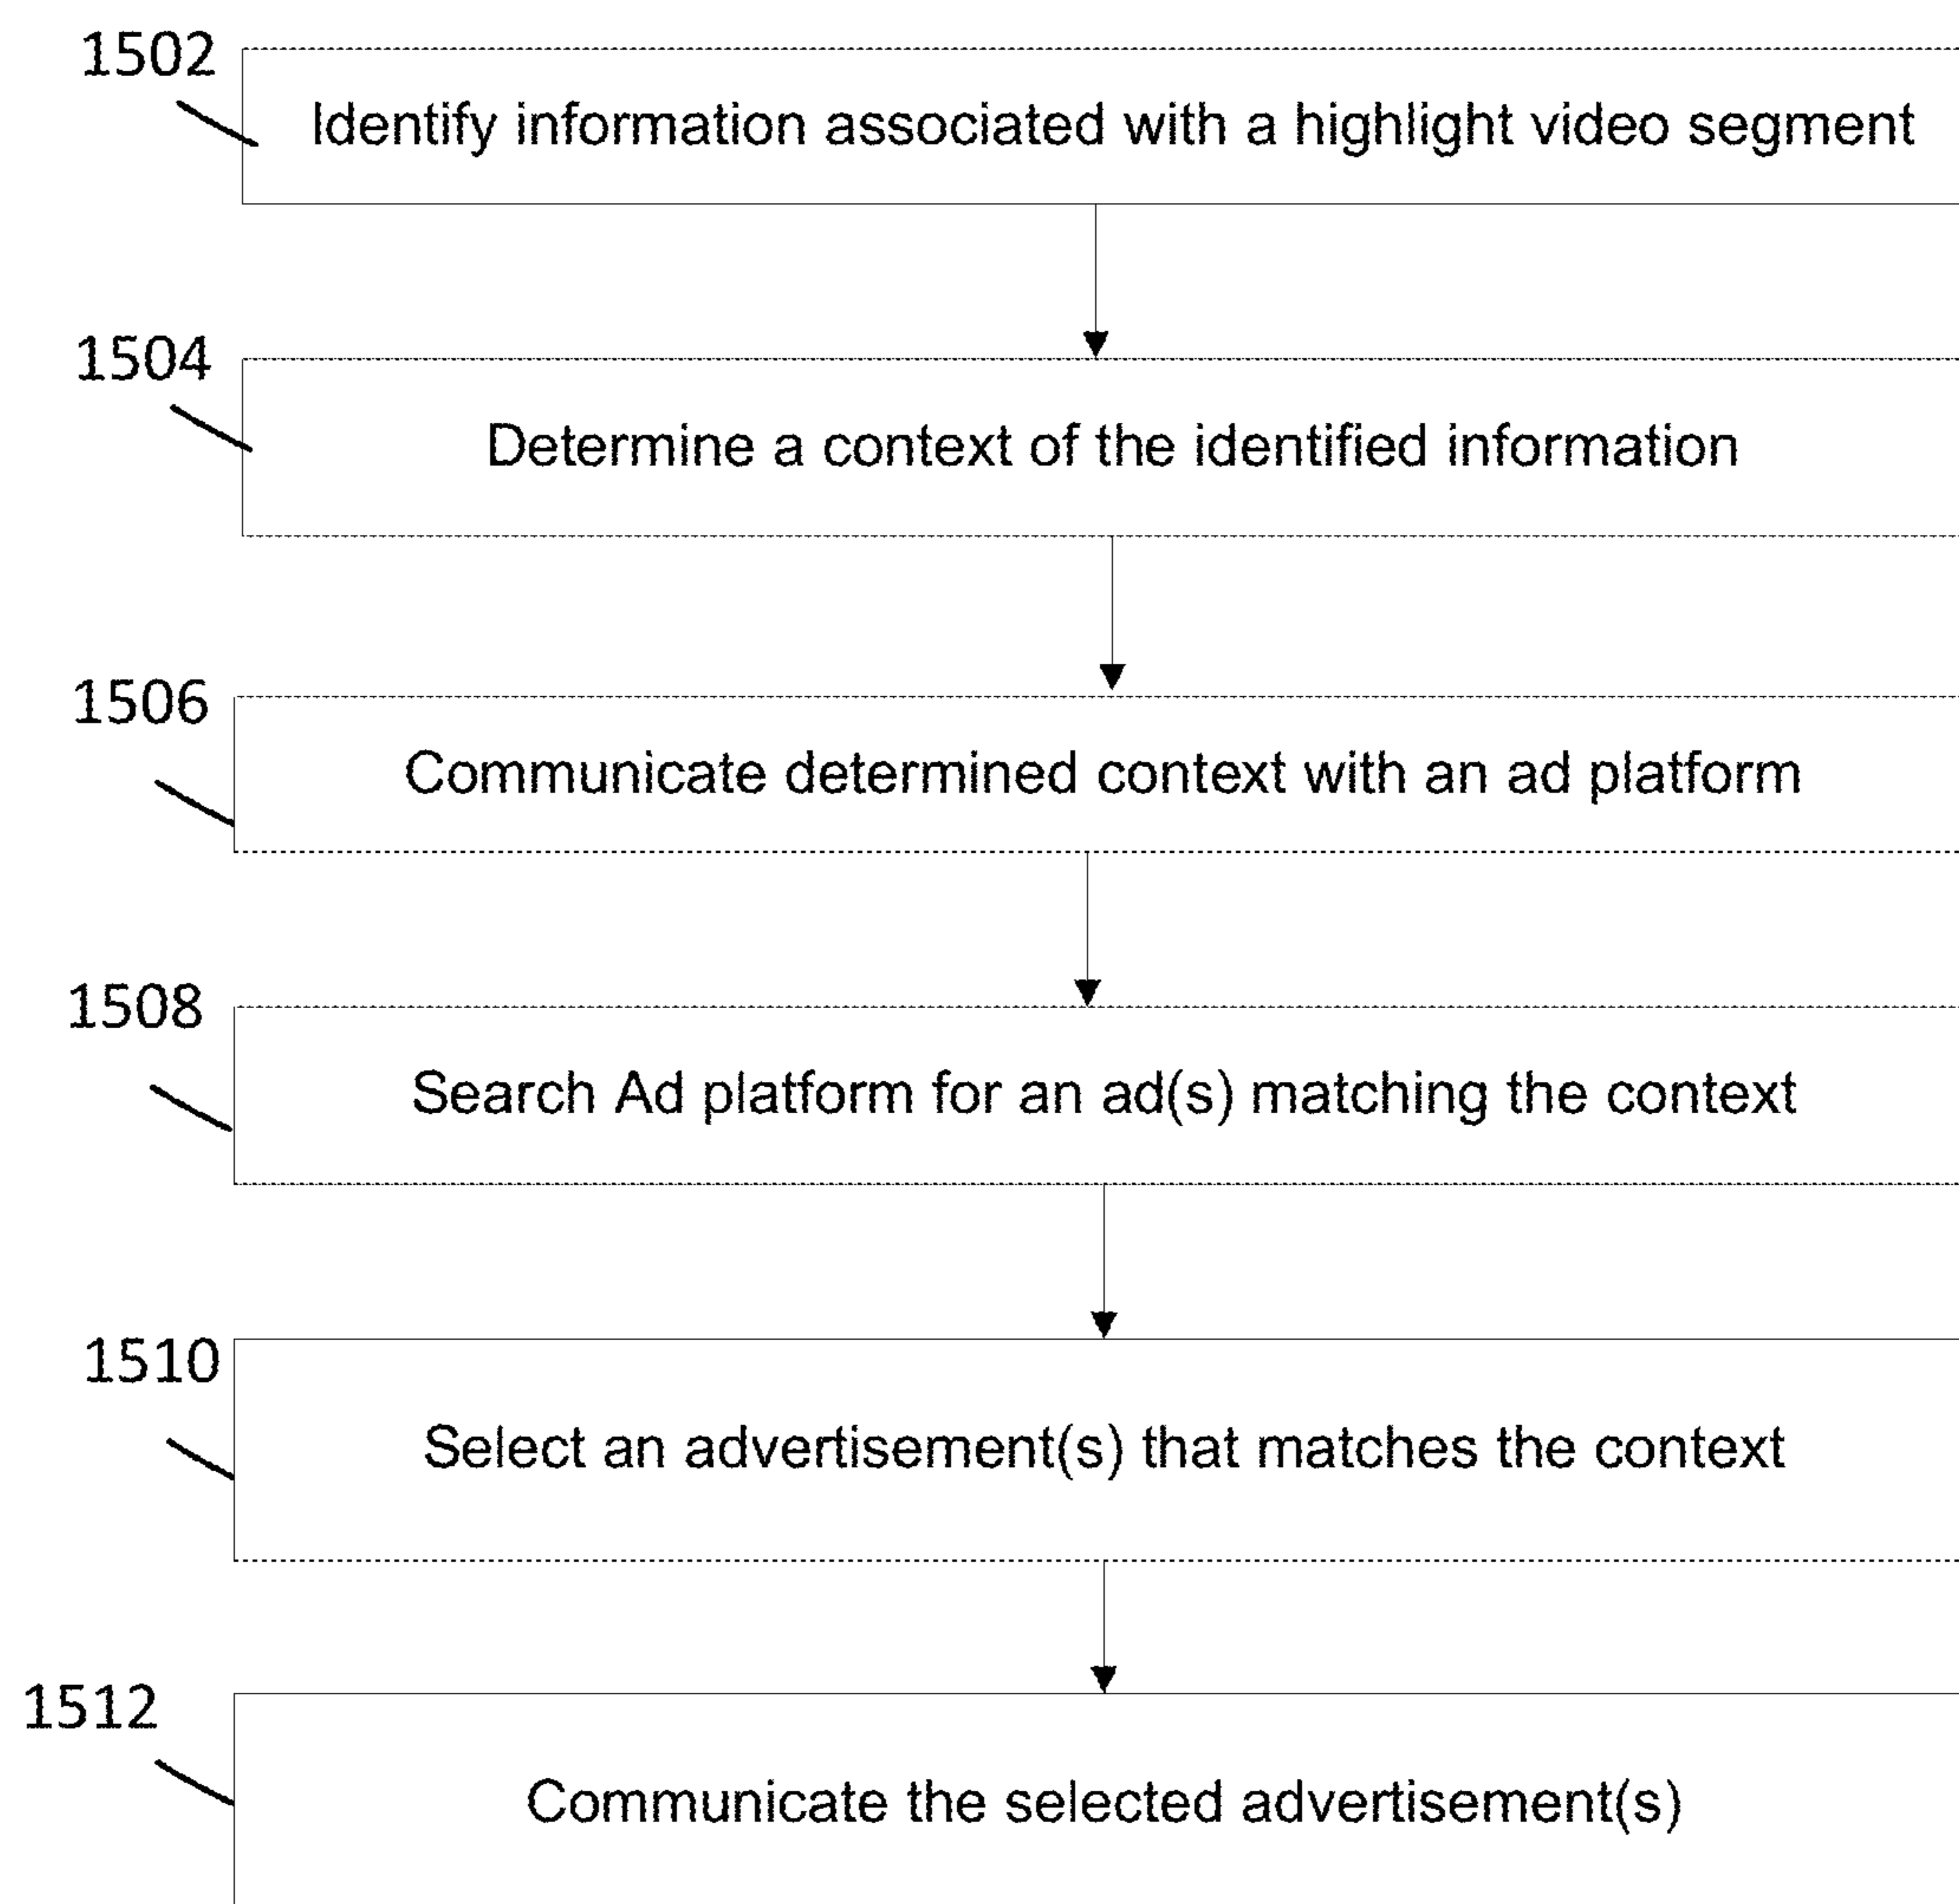 1502
Identify information associated with a highlight video segment
1504
Determine a context of the identified information
1506
Communicate determined context with an ad platform
1508
Search Ad platform for an ad(s) matching the context
1510
Select an advertisement(s) that matches the context
1512
Communicate the selected advertisement(s)